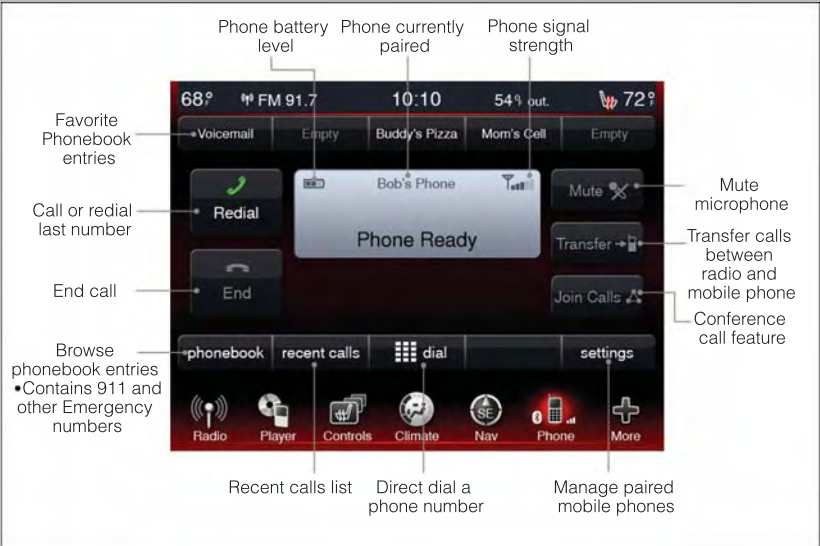 Phone battery
level
Phone currently
paired
Phone signal
strength
68° FM 91.7 10:10 54° out. 72°
Favorite
Phonebook
entries
Voicemail Empty Buddy's Pizza Mom's Cell Empty
Bob's Phone
Phone Ready
Redial
Call or redial
last number
End
End call
Mute
Mute
microphone
Transfer
Transfer calls
between
radio and
mobile phone
Join Calls
Conference
call feature
phonebook recent calls dial settings
Browse
phonebook entries
•Contains 911 and
other Emergency
numbers
SE
Radio Player Controls Climate Nav Phone More
Recent calls list
Direct dial a
phone number
Manage paired
mobile phones